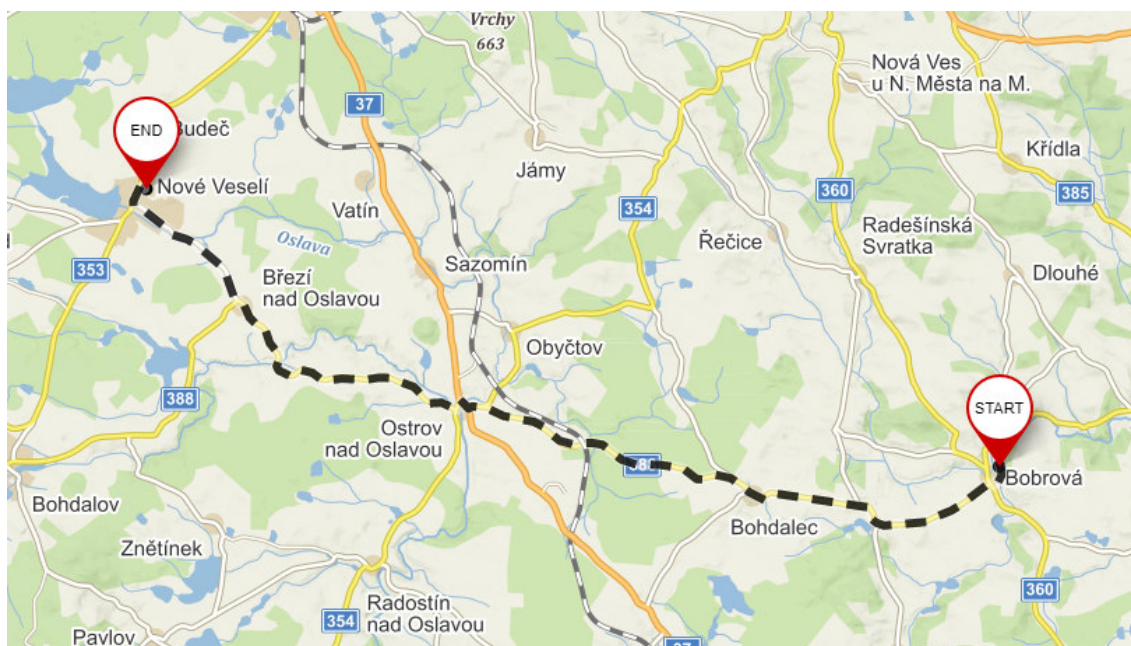 Vrchy
663
Nová Ves
u N. Města na M.
37
END
Budeč
Křídla
Jámy
Nové Veselí
360
385
Vatín
354
Radešínská
Svratka
Řečice
Oslava
353
Březí
nad Oslavou
Sazomín
Dlouhé
Obyčtov
388
START
Ostrov
nad Oslavou
Bobrová
388
Bohdalov
Bohdalec
Znětínek
360
Radostín
nad Oslavou
354
Pavlov
37